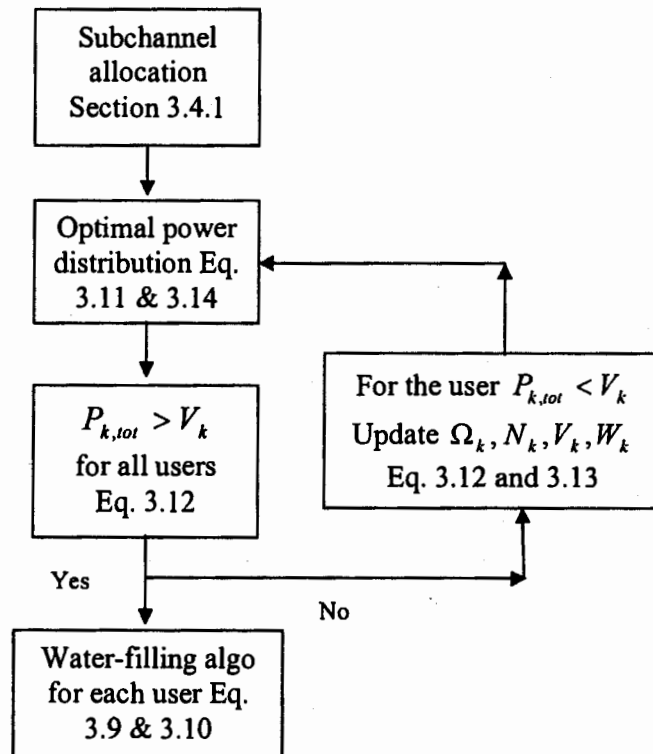 Subchannel
allocation
Section 3.4.1
Optimal power
distribution Eq.
3.11 & 3.14
P_{k,tot} > V_k
for all users
Eq. 3.12
For the user P_{k,tot} < V_k
Update Ω_k, N_k, V_k, W_k
Eq. 3.12 and 3.13
Yes
No
Water-filling algo
for each user Eq.
3.9 & 3.10